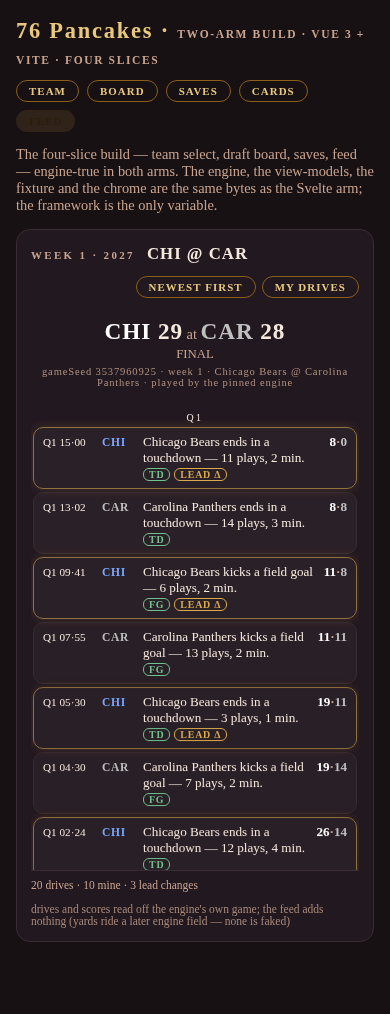 76 Pancakes · TWO-ARM BUILD · VUE 3 +
VITE · FOUR SLICES
TEAM BOARD SAVES CARDS
FEED
The four-slice build — team select, draft board, saves, feed
— engine-true in both arms. The engine, the view-models, the
fixture and the chrome are the same bytes as the Svelte arm;
the framework is the only variable.
WEEK 1 · 2027 CHI @ CAR
NEWEST FIRST MY DRIVES
CHI 29 at CAR 28
FINAL
gameSeed 3537960925 · week 1 · Chicago Bears @ Carolina
Panthers · played by the pinned engine
Q1
Q1 15·00 CHI Chicago Bears ends in a 8·0
touchdown — 11 plays, 2 min.
TD LEAD Δ
Q1 13·02 CAR Carolina Panthers ends in a 8·8
touchdown — 14 plays, 3 min.
TD
Q1 09·41 CHI Chicago Bears kicks a field goal 11·8
— 6 plays, 2 min.
FG LEAD Δ
Q1 07·55 CAR Carolina Panthers kicks a field 11·11
goal — 13 plays, 2 min.
FG
Q1 05·30 CHI Chicago Bears ends in a 19·11
touchdown — 3 plays, 1 min.
TD LEAD Δ
Q1 04·30 CAR Carolina Panthers kicks a field 19·14
goal — 7 plays, 2 min.
FG
Q1 02·24 CHI Chicago Bears ends in a 26·14
touchdown — 12 plays, 4 min.
TD
20 drives · 10 mine · 3 lead changes
drives and scores read off the engine's own game; the feed adds
nothing (yards ride a later engine field — none is faked)